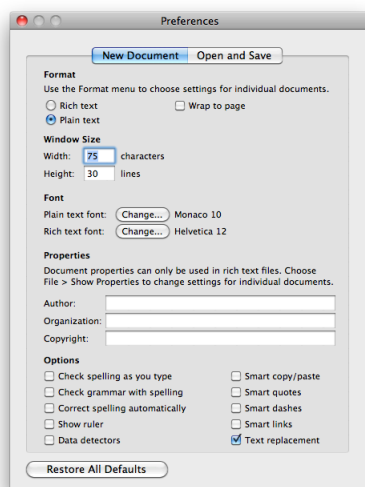 Preferences
New Document Open and Save
Format
Use the Format menu to choose settings for individual documents.
Rich text Wrap to page
Plain text
Window Size
Width: 75 characters
Height: 30 lines
Font
Plain text font: Change... Monaco 10
Rich text font: Change... Helvetica 12
Properties
Document properties can only be used in rich text files. Choose
File > Show Properties to change settings for individual documents.
Author:
Organization:
Copyright:
Options
Check spelling as you type Smart copy/paste
Check grammar with spelling Smart quotes
Correct spelling automatically Smart dashes
Show ruler Smart links
Data detectors Text replacement
Restore All Defaults